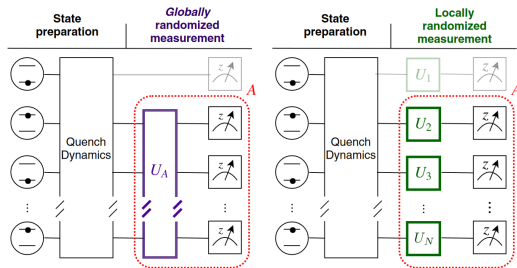 State
preparation
Globally
randomized
measurement
z
A
z
Quench
Dynamics
U_A
z
⋮
⋮
z
State
preparation
Locally
randomized
measurement
U_1
z
A
U_2
z
Quench
Dynamics
U_3
z
⋮
⋮
⋮
U_N
z